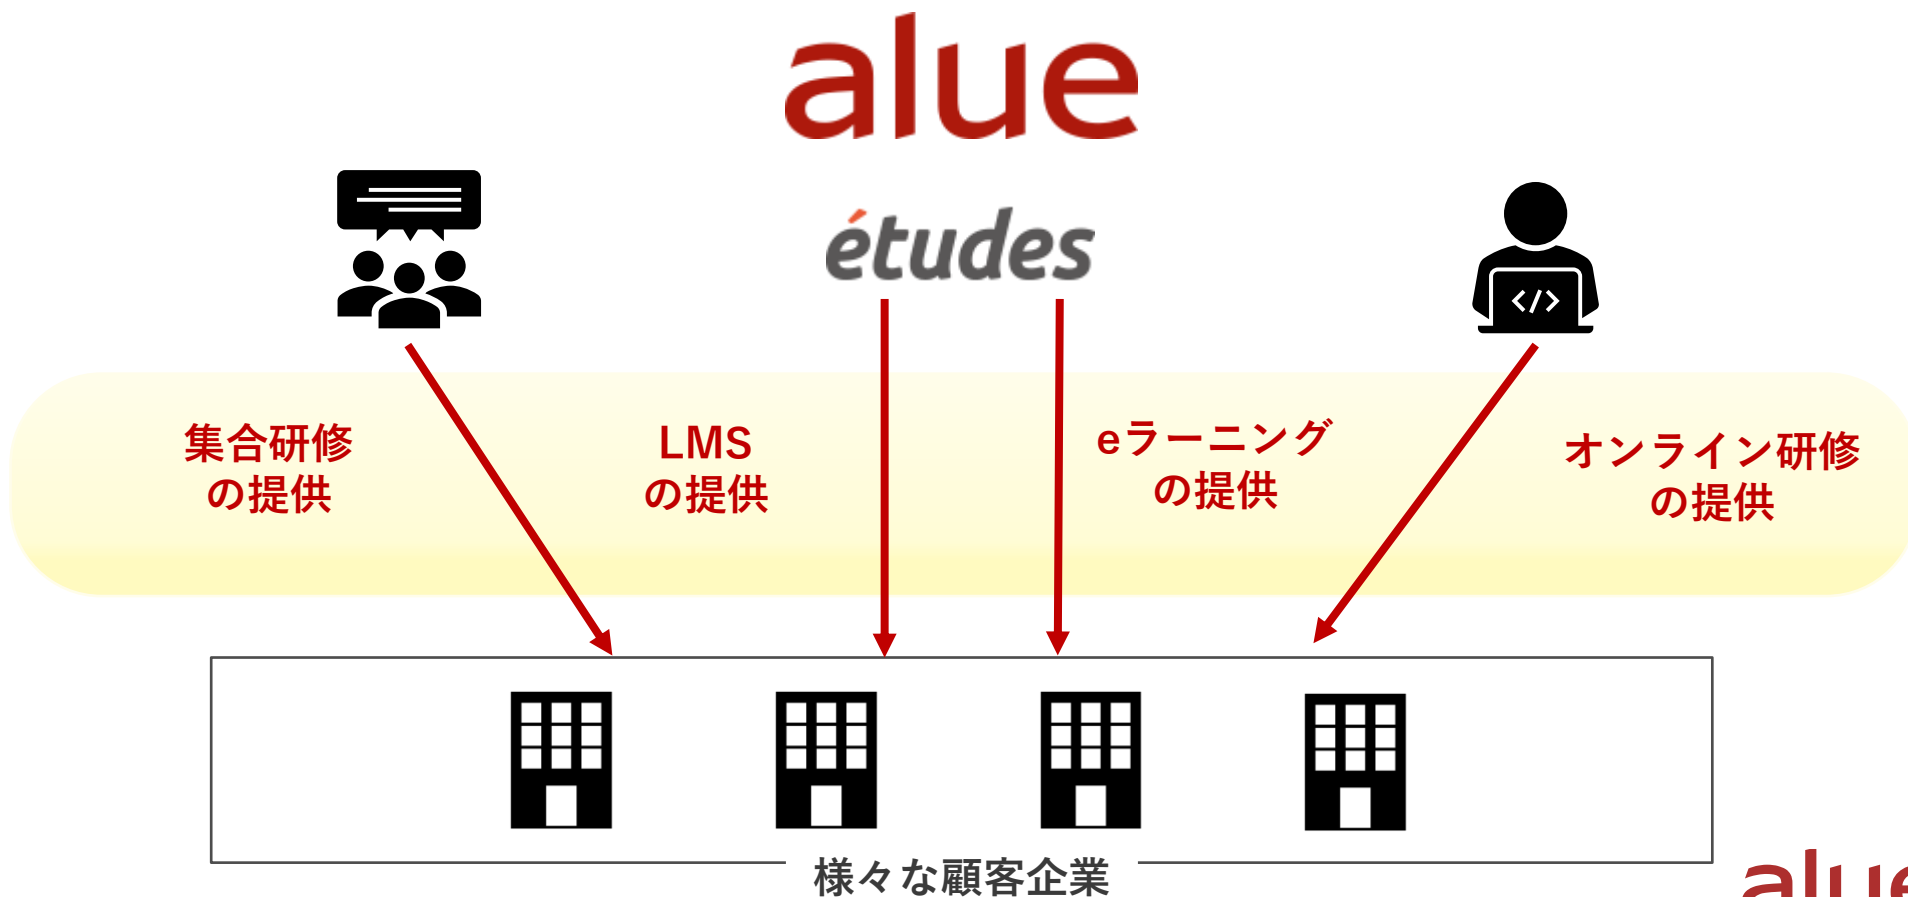 alue
études
</>
集合研修
の提供
LMS
の提供
eラーニング
の提供
オンライン研修
の提供
様々な顧客企業
alue